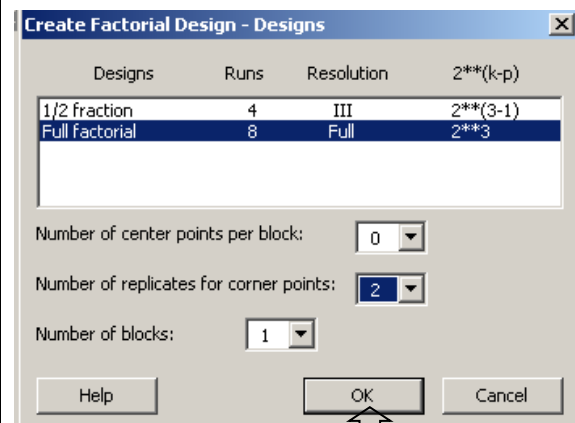 Create Factorial Design - Designs
Designs Runs Resolution 2**(k-p)
1/2 fraction 4 III 2**(3-1)
Full factorial 8 Full 2**3
Number of center points per block: 0
Number of replicates for corner points: 2
Number of blocks: 1
Help OK Cancel